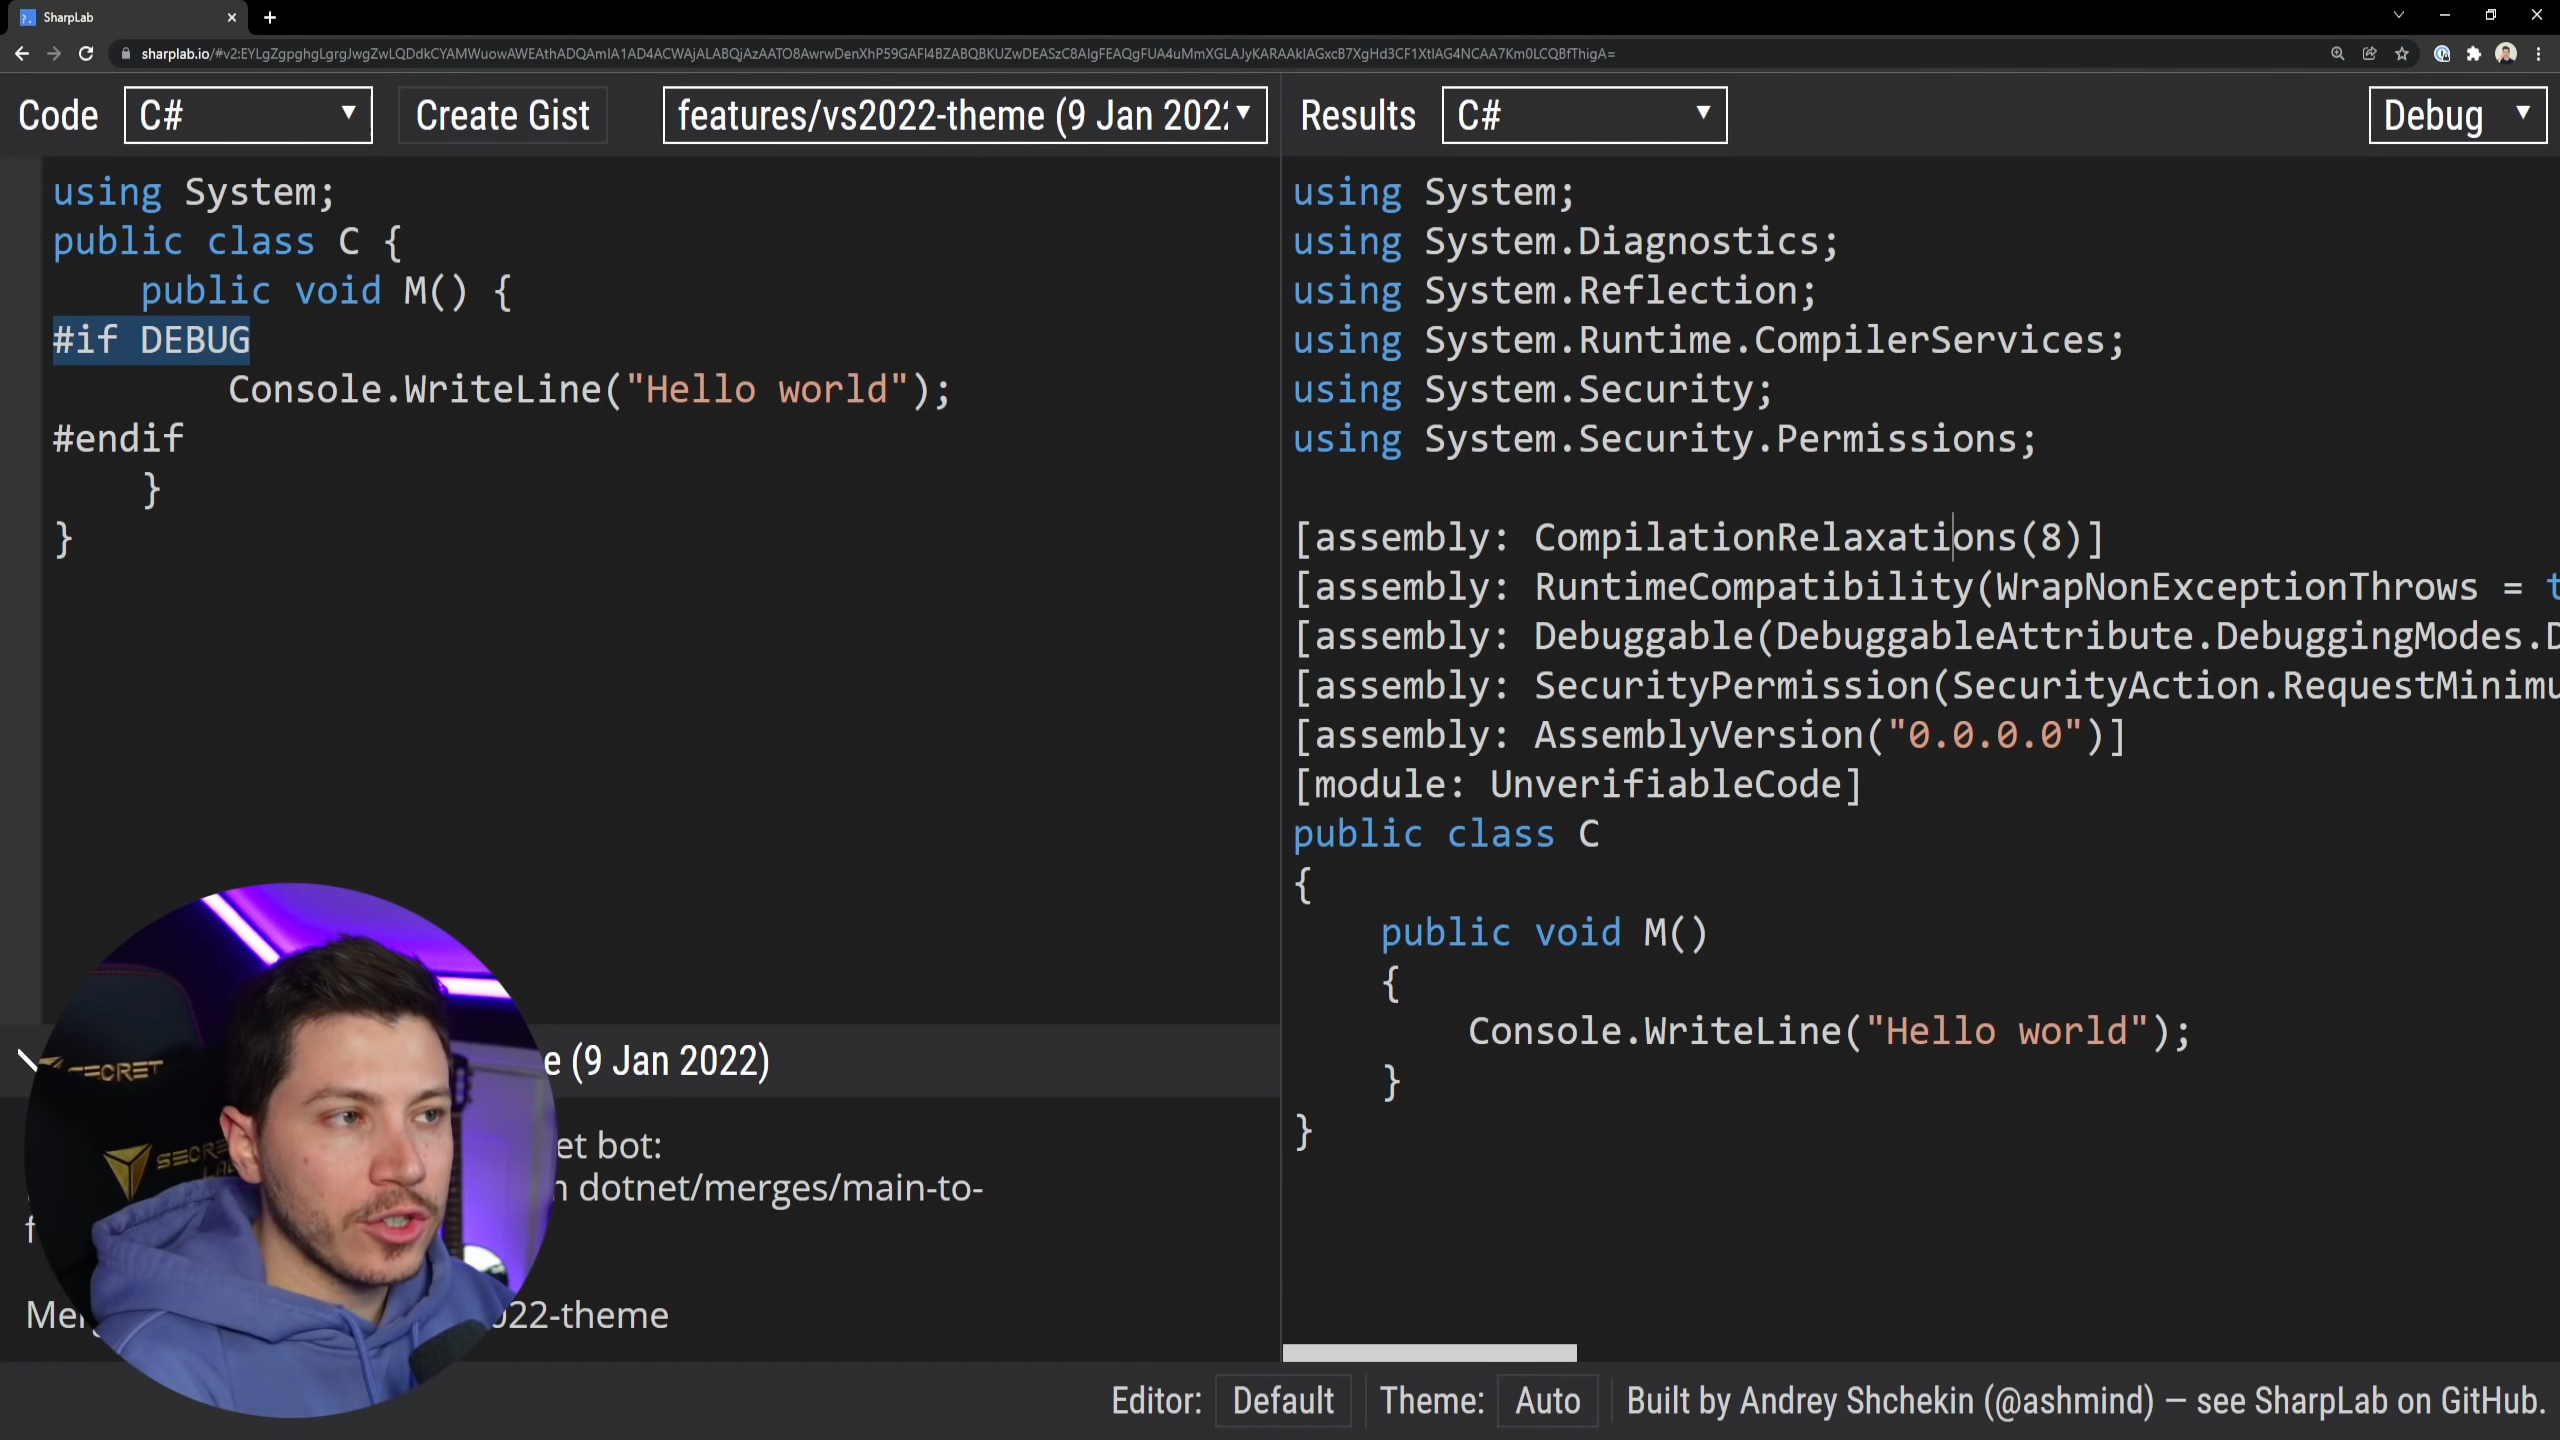 SharpLab
sharplab.io/#v2:EYLgZgpghgLgrgJwgZwLQDdkCYAMWuowAWEAthADQAmIA1AD4ACWAjALABQjAzAATO8AwrwDenXhP59GAFI4BZABQBKUZwDEASzC8AIgFEAQgFUA4uMmXGLAJyKARAAkIAGxcB7XgHd3CF1XtIAG4NCAA7Km0LCQBfThigA=
Code
C#
Create Gist
features/vs2022-theme (9 Jan 202
Results
C#
Debug
using System;
public class C {
    public void M() {
#if DEBUG
        Console.WriteLine("Hello world");
#endif
    }
}
e (9 Jan 2022)
et bot:
dotnet/merges/main-to-
f
Mer
022-theme
using System;
using System.Diagnostics;
using System.Reflection;
using System.Runtime.CompilerServices;
using System.Security;
using System.Security.Permissions;
[assembly: CompilationRelaxations(8)]
[assembly: RuntimeCompatibility(WrapNonExceptionThrows = t
[assembly: Debuggable(DebuggableAttribute.DebuggingModes.D
[assembly: SecurityPermission(SecurityAction.RequestMinimu
[assembly: AssemblyVersion("0.0.0.0")]
[module: UnverifiableCode]
public class C
{
    public void M()
    {
        Console.WriteLine("Hello world");
    }
}
SECRET
Editor: Default
Theme: Auto
Built by Andrey Shchekin (@ashmind) — see SharpLab on GitHub.